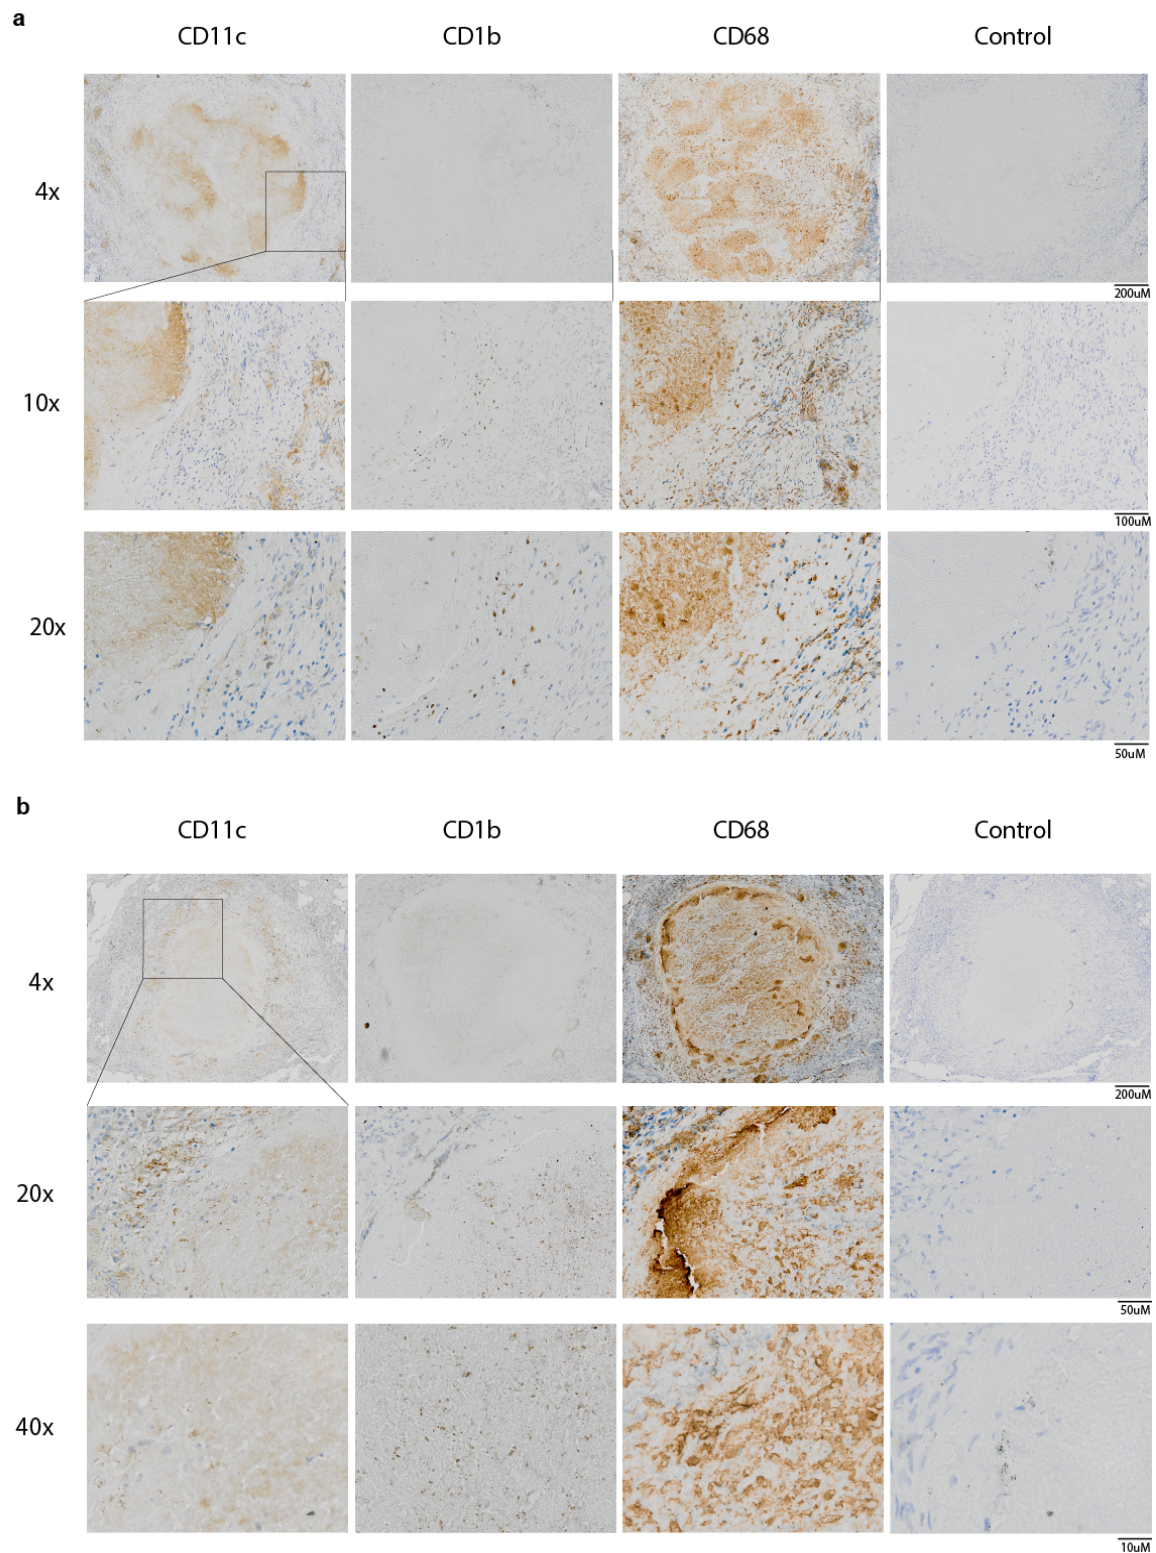 a
CD11c CD1b CD68 Control
4x
200uM
10x
100uM
20x
50uM
b
CD11c CD1b CD68 Control
4x
200uM
20x
50uM
40x
10uM